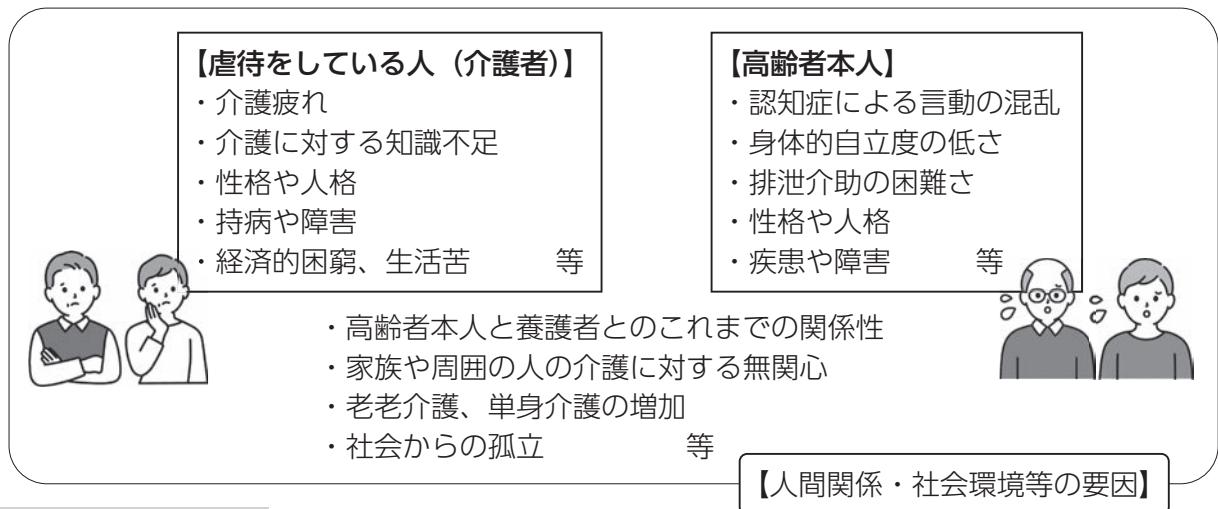 【虐待をしている人（介護者）】
・介護疲れ
・介護に対する知識不足
・性格や人格
・持病や障害
・経済的困窮、生活苦　　　等
【高齢者本人】
・認知症による言動の混乱
・身体的自立度の低さ
・排泄介助の困難さ
・性格や人格
・疾患や障害　　　等
・高齢者本人と養護者とのこれまでの関係性
・家族や周囲の人の介護に対する無関心
・老老介護、単身介護の増加
・社会からの孤立　　　　　等
【人間関係・社会環境等の要因】